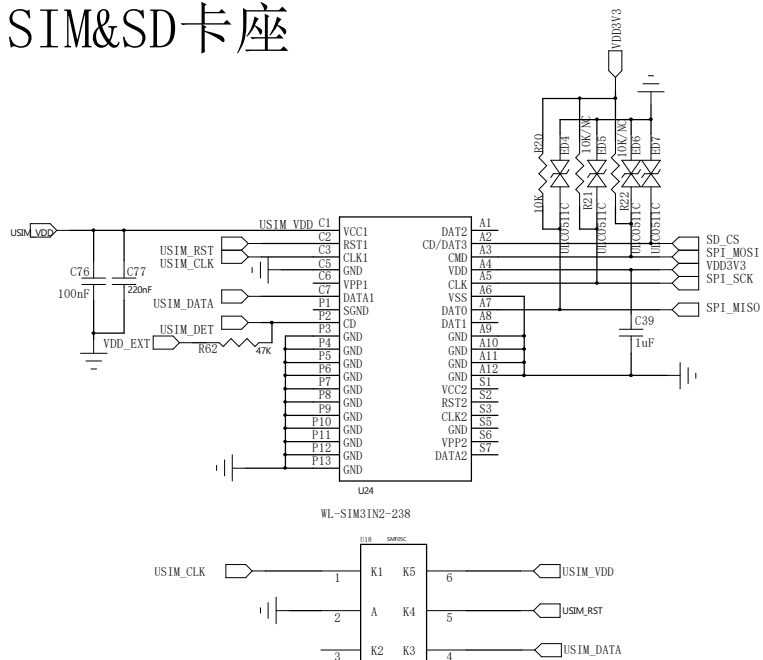 SIM&SD卡座
VDD3V3
R20
10K
ED4
ULC0511C
10K/NC
R21
ED5
ULC0511C
10K/NC
R22
ED6
ULC0511C
ED7
ULC0511C
USIM_VDD
USIM_VDD
USIM_RST
USIM_CLK
USIM_DATA
USIM_DET
VDD_EXT
C76
100nF
C77
220nF
R62
47K
C1 VCC1
C2 RST1
C3 CLK1
C5 GND
C6 VPP1
C7 DATA1
P1 SGND
P2 CD
P3 GND
P4 GND
P5 GND
P6 GND
P7 GND
P8 GND
P9 GND
P10 GND
P11 GND
P12 GND
P13 GND
DAT2 A1
CD/DAT3 A2
CMD A3
VDD A4
CLK A5
VSS A6
DAT0 A7
DAT1 A8
GND A9
GND A10
GND A11
GND A12
VCC2 S1
RST2 S2
CLK2 S3
GND S5
VPP2 S6
DATA2 S7
SD_CS
SPI_MOSI
VDD3V3
SPI_SCK
SPI_MISO
C39
1uF
U24
WL-SIM3IN2-238
U18 SMF05C
USIM_CLK 1 K1 K5 6 USIM_VDD
2 A K4 5 USIM_RST
3 K2 K3 4 USIM_DATA